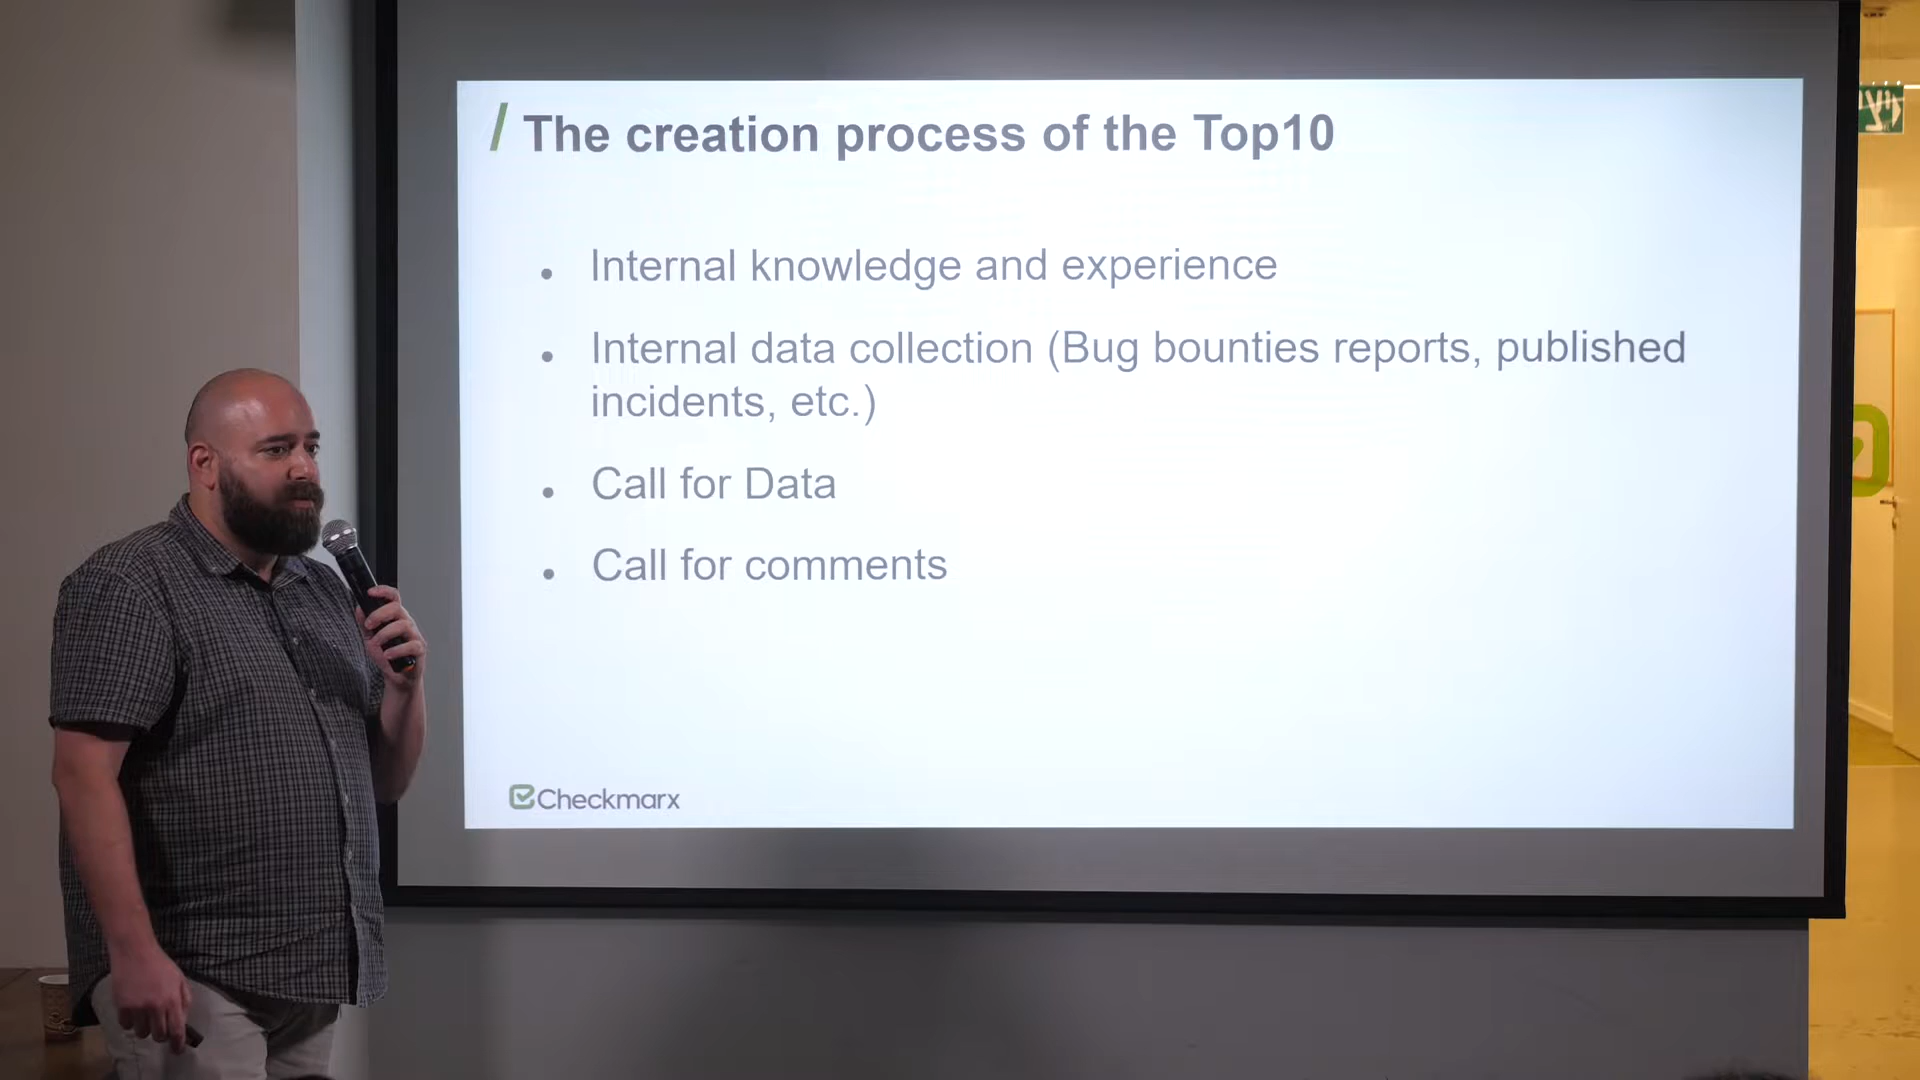 / The creation process of the Top10
• Internal knowledge and experience
• Internal data collection (Bug bounties reports, published
incidents, etc.)
• Call for Data
• Call for comments
Checkmarx